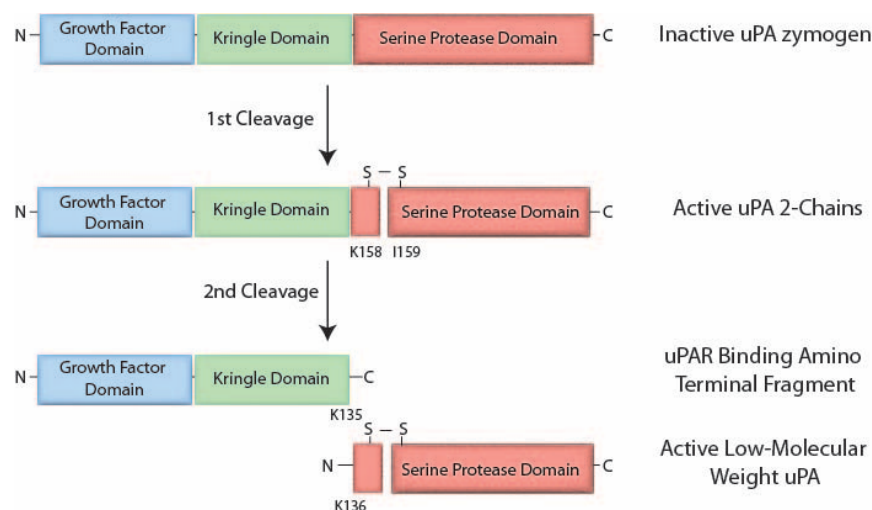 N Growth Factor Domain Kringle Domain Serine Protease Domain C Inactive uPA zymogen
1st Cleavage
S – S
N Growth Factor Domain Kringle Domain Serine Protease Domain C Active uPA 2-Chains
K158 I159
2nd Cleavage
N Growth Factor Domain Kringle Domain C uPAR Binding Amino Terminal Fragment
K135
S – S
N Serine Protease Domain C Active Low-Molecular Weight uPA
K136